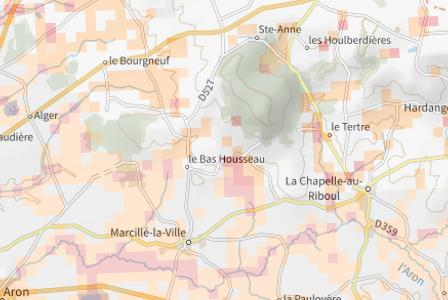 Ste-Anne
les Houlberdières
le Bourgneuf
D527
Alger
Hardange
le Tertre
le Bas Housseau
La Chapelle-au-
Riboul
Marcillé-la-Ville
D359
l'Aron
Aron
la Pauloyère